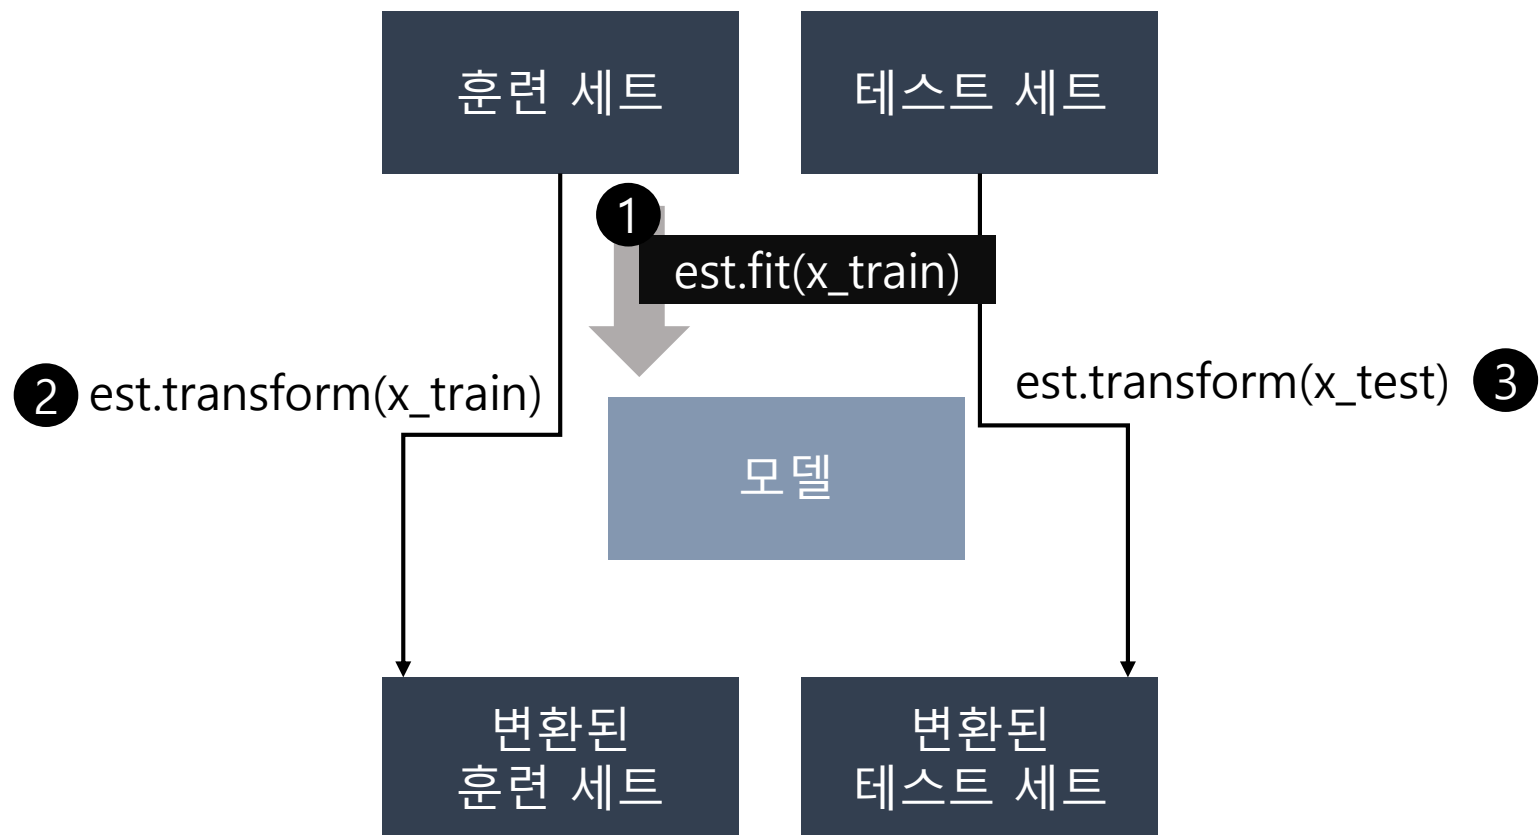 훈련 세트
테스트 세트
1
est.fit(x_train)
2 est.transform(x_train)
est.transform(x_test) 3
모델
변환된
훈련 세트
변환된
테스트 세트